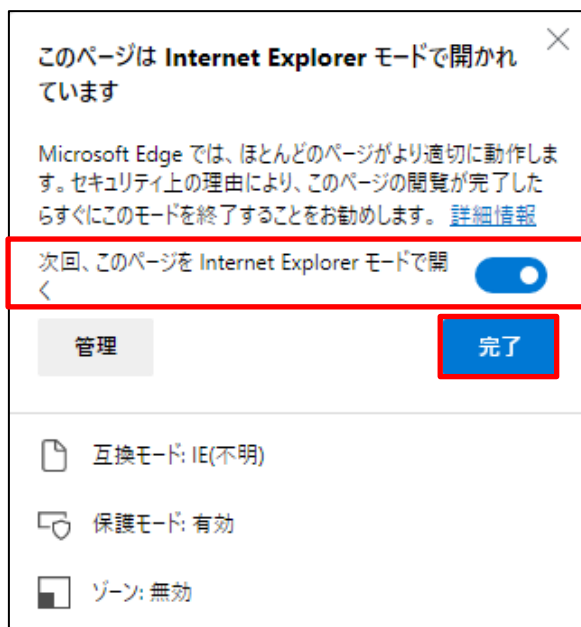 このページは Internet Explorer モードで開かれ
ています
Microsoft Edge では、ほとんどのページがより適切に動作しま
す。セキュリティ上の理由により、このページの閲覧が完了した
らすぐにこのモードを終了することをお勧めします。 詳細情報
次回、このページを Internet Explorer モードで開
く
管理
完了
互換モード: IE(不明)
保護モード: 有効
ゾーン: 無効